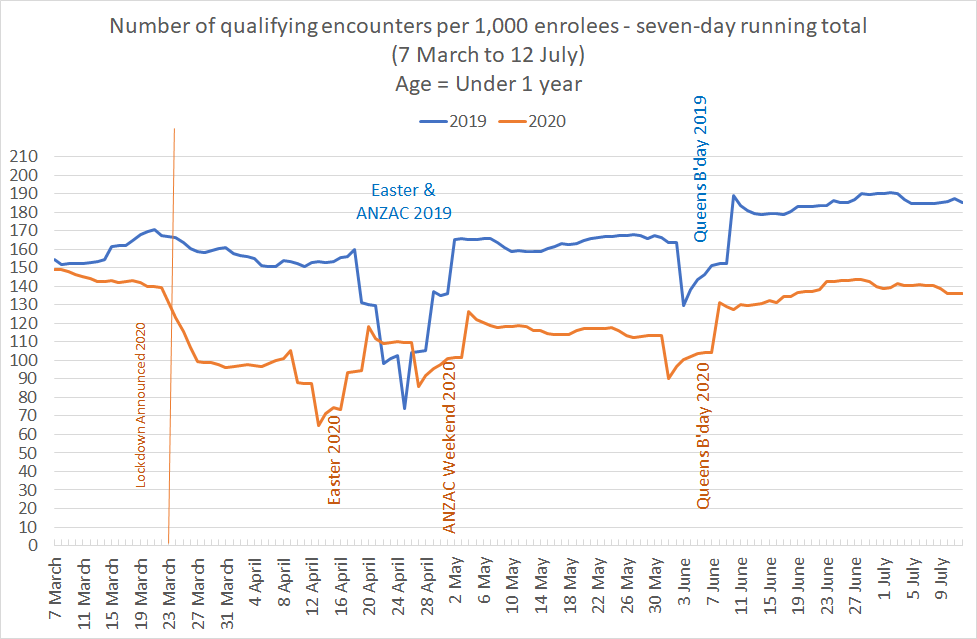 Number of qualifying encounters per 1,000 enrolees - seven-day running total
(7 March to 12 July)
Age = Under 1 year
2019 2020
210
200
190
180
170
160
150
140
130
120
110
100
90
80
70
60
50
40
30
20
10
0
Lockdown Announced 2020
Easter 2020
Easter &
ANZAC 2019
ANZAC Weekend 2020
Queens B'day 2019
Queens B'day 2020
7 March
11 March
15 March
19 March
23 March
27 March
31 March
4 April
8 April
12 April
16 April
20 April
24 April
28 April
2 May
6 May
10 May
14 May
18 May
22 May
26 May
30 May
3 June
7 June
11 June
15 June
19 June
23 June
27 June
1 July
5 July
9 July